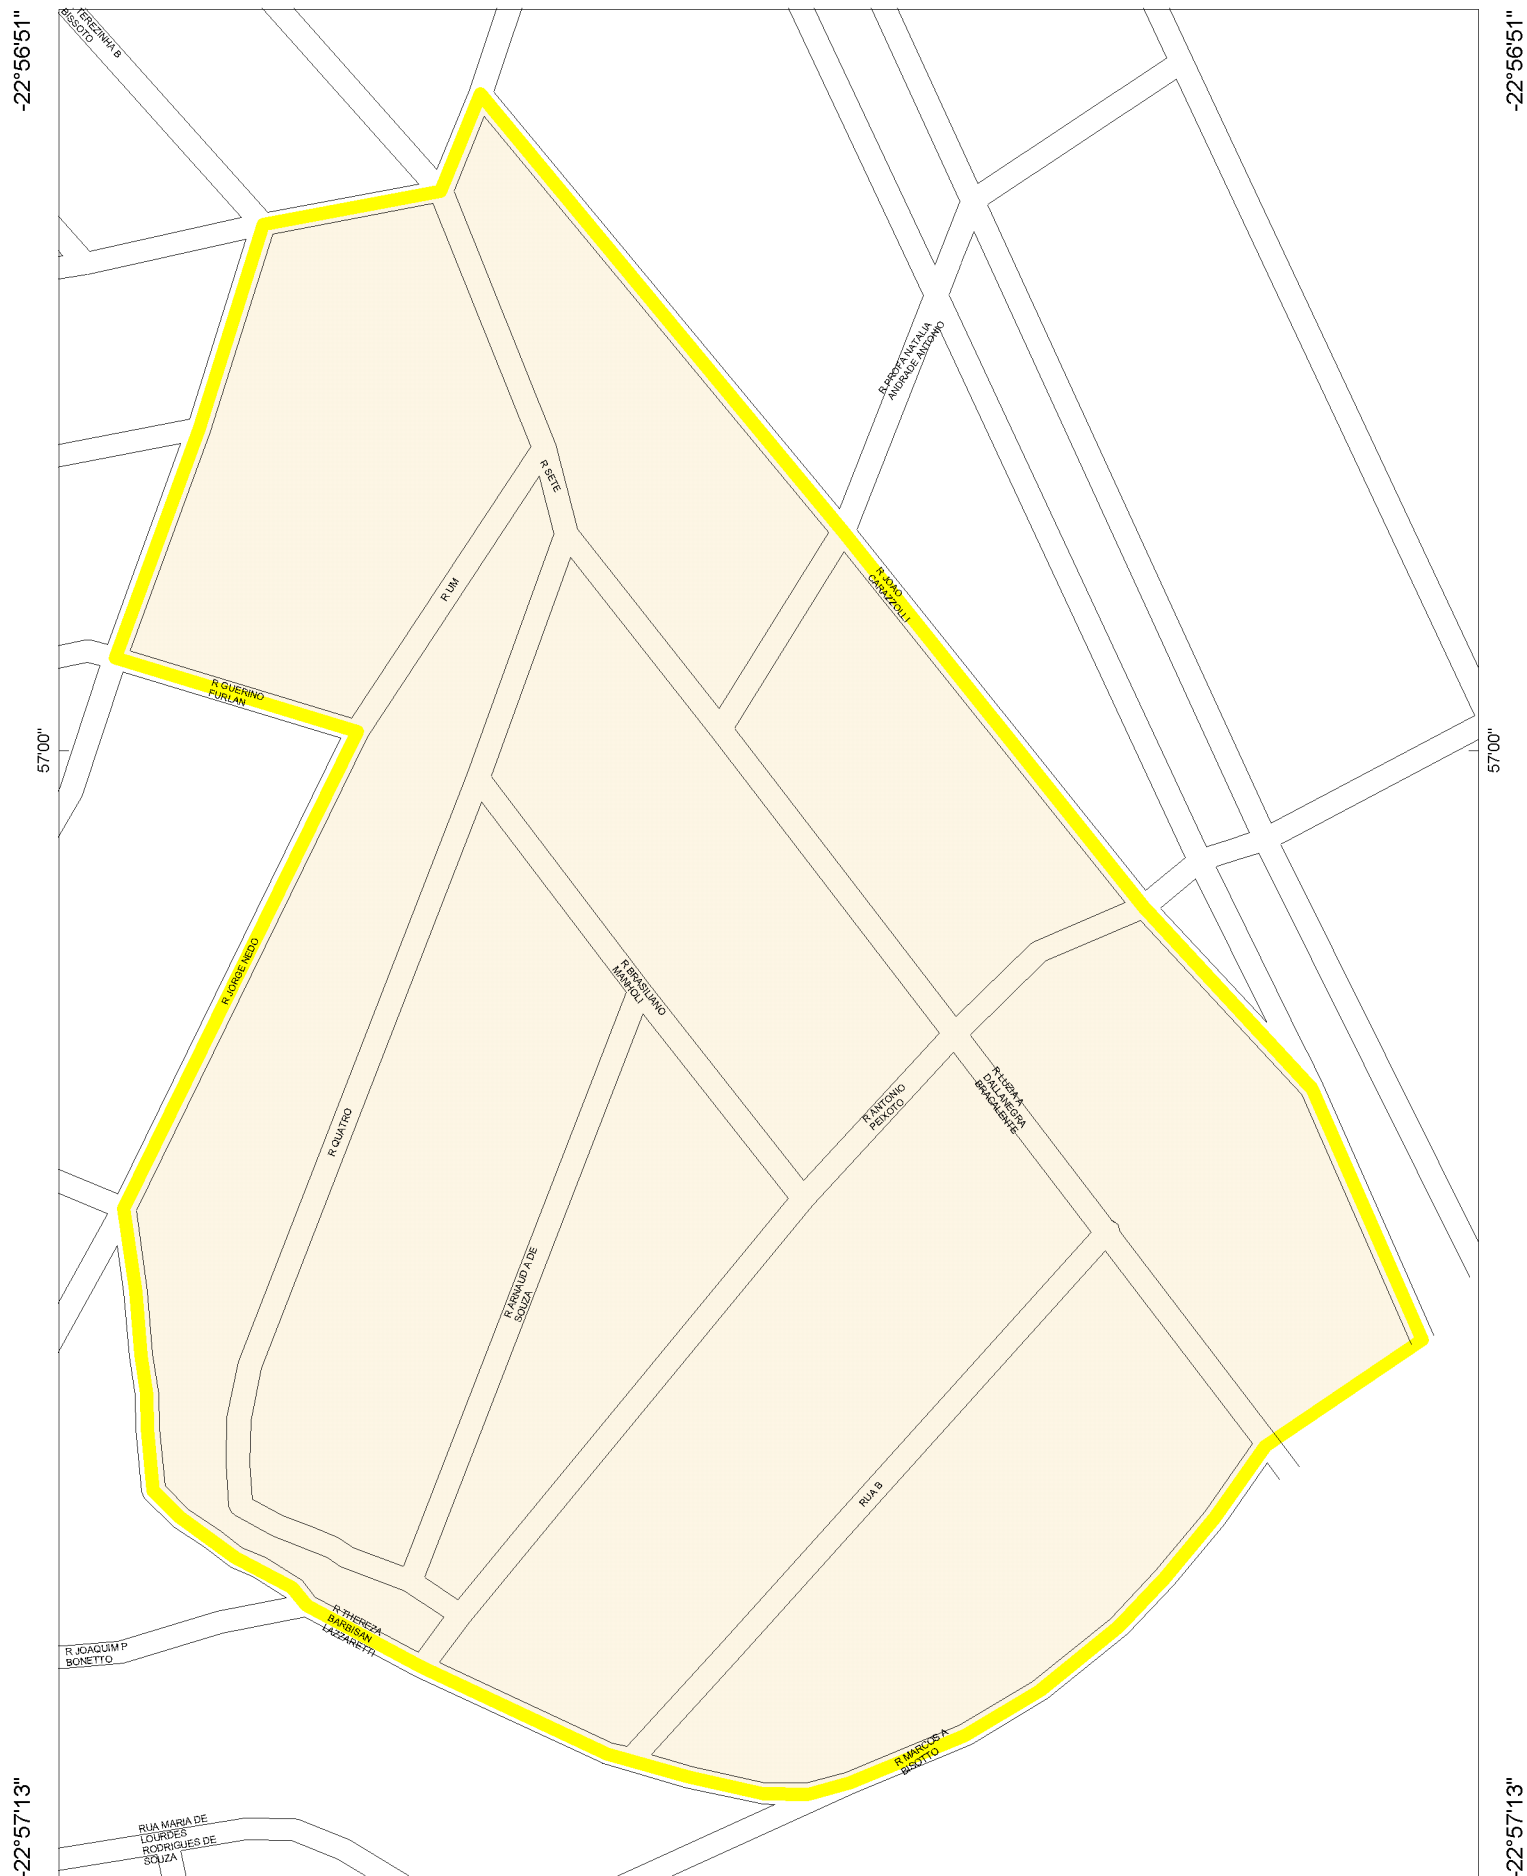 -22°56'51"
-22°56'51"
TEREZINHA B
BISSOTO
R PROFA NATALIA
ANDRADE ANTONIO
R SETE
R UM
R JOAO
CARAZZOLLI
R GUERINO
FURLAN
57'00"
57'00"
R JORGE NEDO
R BRASILIANO
MANHOLI
R ANTONIO
PEIXOTO
R LUZIA A
DALLANEGRA
BRACALENTE
R QUATRO
R ARNAUD A DE
SOUZA
RUA B
R THEREZA
BARBISAN
LAZZARETTI
R JOAQUIM P
BONETTO
R MARCOS A
BISOTTO
RUA MARIA DE
LOURDES
RODRIGUES DE
SOUZA
-22°57'13"
-22°57'13"